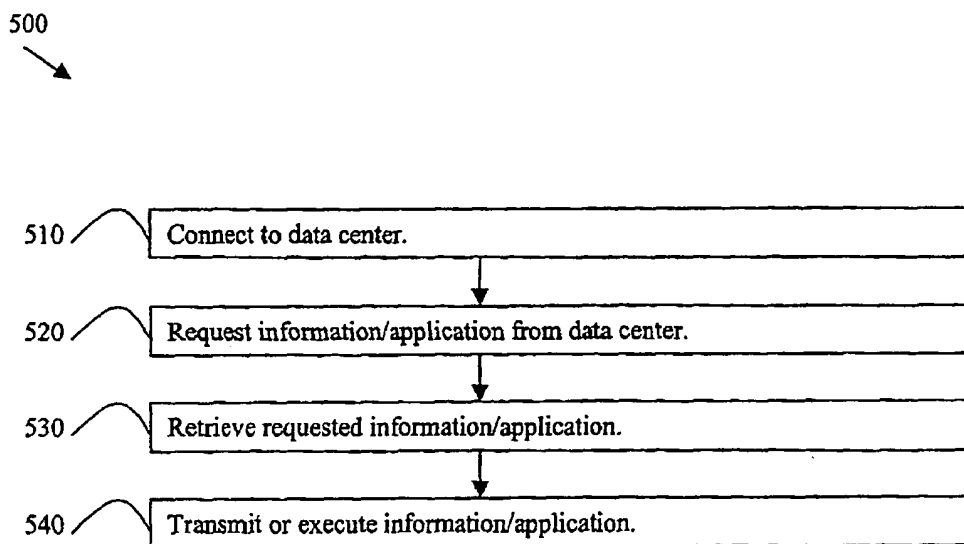 500
510 Connect to data center.
520 Request information/application from data center.
530 Retrieve requested information/application.
540 Transmit or execute information/application.